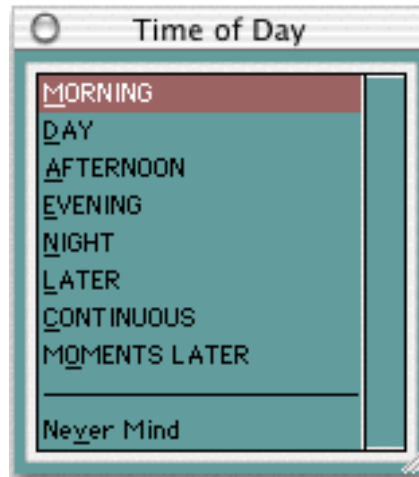 Time of Day
MORNING
DAY
AFTERNOON
EVENING
NIGHT
LATER
CONTINUOUS
MOMENTS LATER
Never Mind